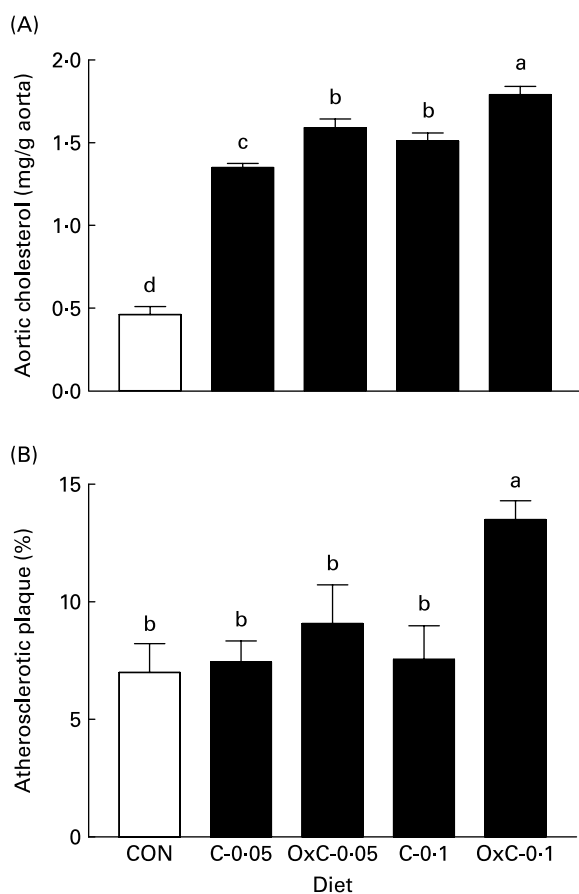 (A)
Aortic cholesterol (mg/g aorta)
2·0
1·5
1·0
0·5
0·0
d
c
b
b
a
(B)
Atherosclerotic plaque (%)
15
10
5
0
b
b
b
b
a
CON C-0·05 OxC-0·05 C-0·1 OxC-0·1
Diet